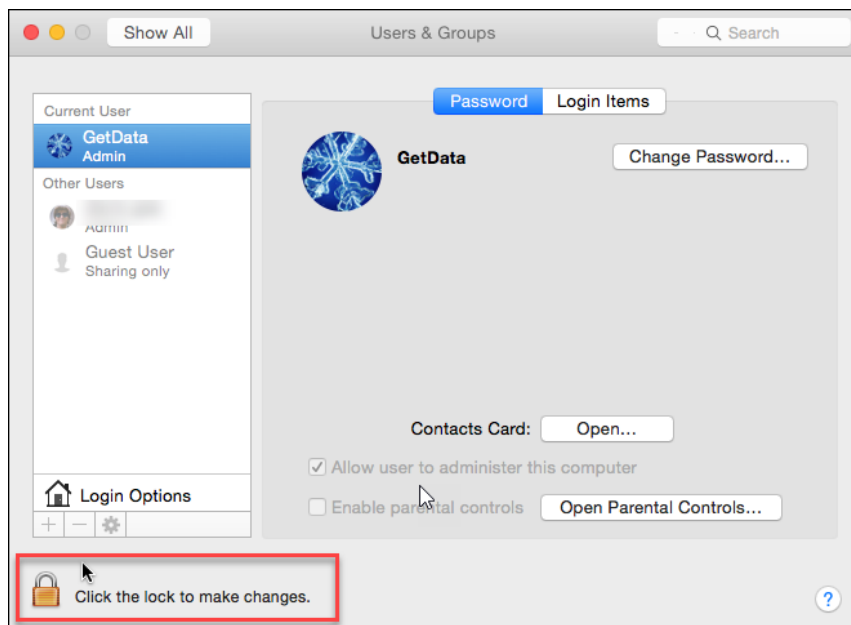 Show All
Users & Groups
Search
Password
Login Items
Current User
GetData
Admin
GetData
Change Password...
Other Users
Admin
Guest User
Sharing only
Contacts Card:
Open...
Allow user to administer this computer
Enable parental controls
Open Parental Controls...
Login Options
Click the lock to make changes.
?